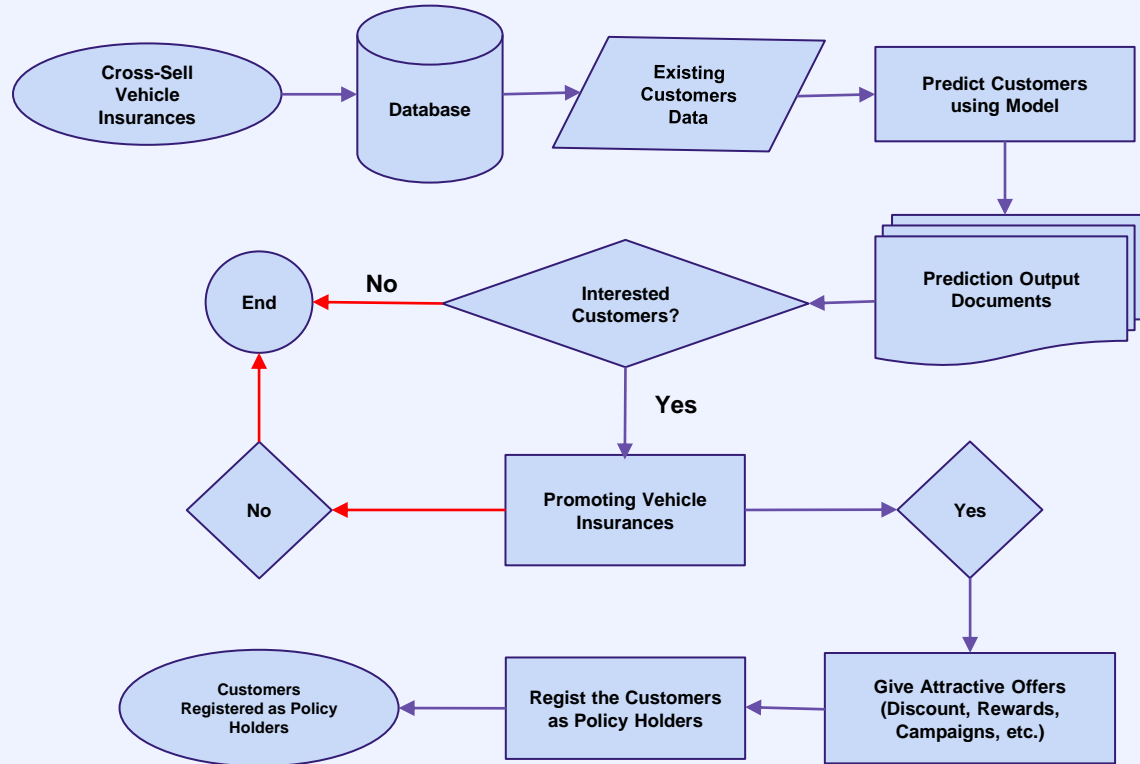 Cross-Sell
Vehicle
Insurances
Database
Existing
Customers
Data
Predict Customers
using Model
Prediction Output
Documents
Interested
Customers?
No
End
Yes
No
Promoting Vehicle
Insurances
Yes
Give Attractive Offers
(Discount, Rewards,
Campaigns, etc.)
Regist the Customers
as Policy Holders
Customers
Registered as Policy
Holders